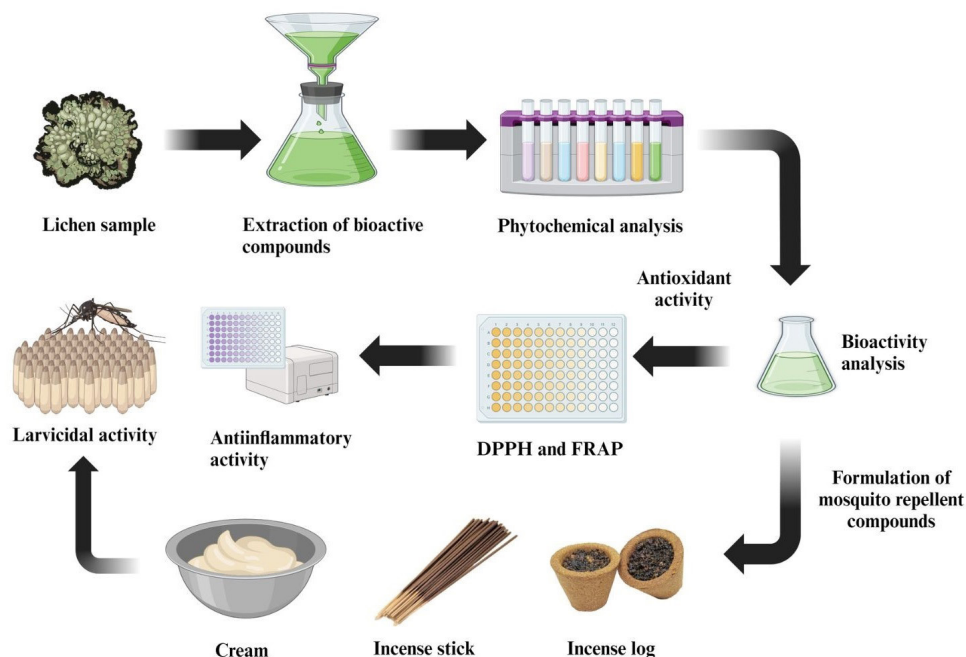 Lichen sample
Extraction of bioactive
compounds
Phytochemical analysis
Antioxidant
activity
Bioactivity
analysis
DPPH and FRAP
Antiinflammatory
activity
Larvicidal activity
Formulation of
mosquito repellent
compounds
Cream
Incense stick
Incense log